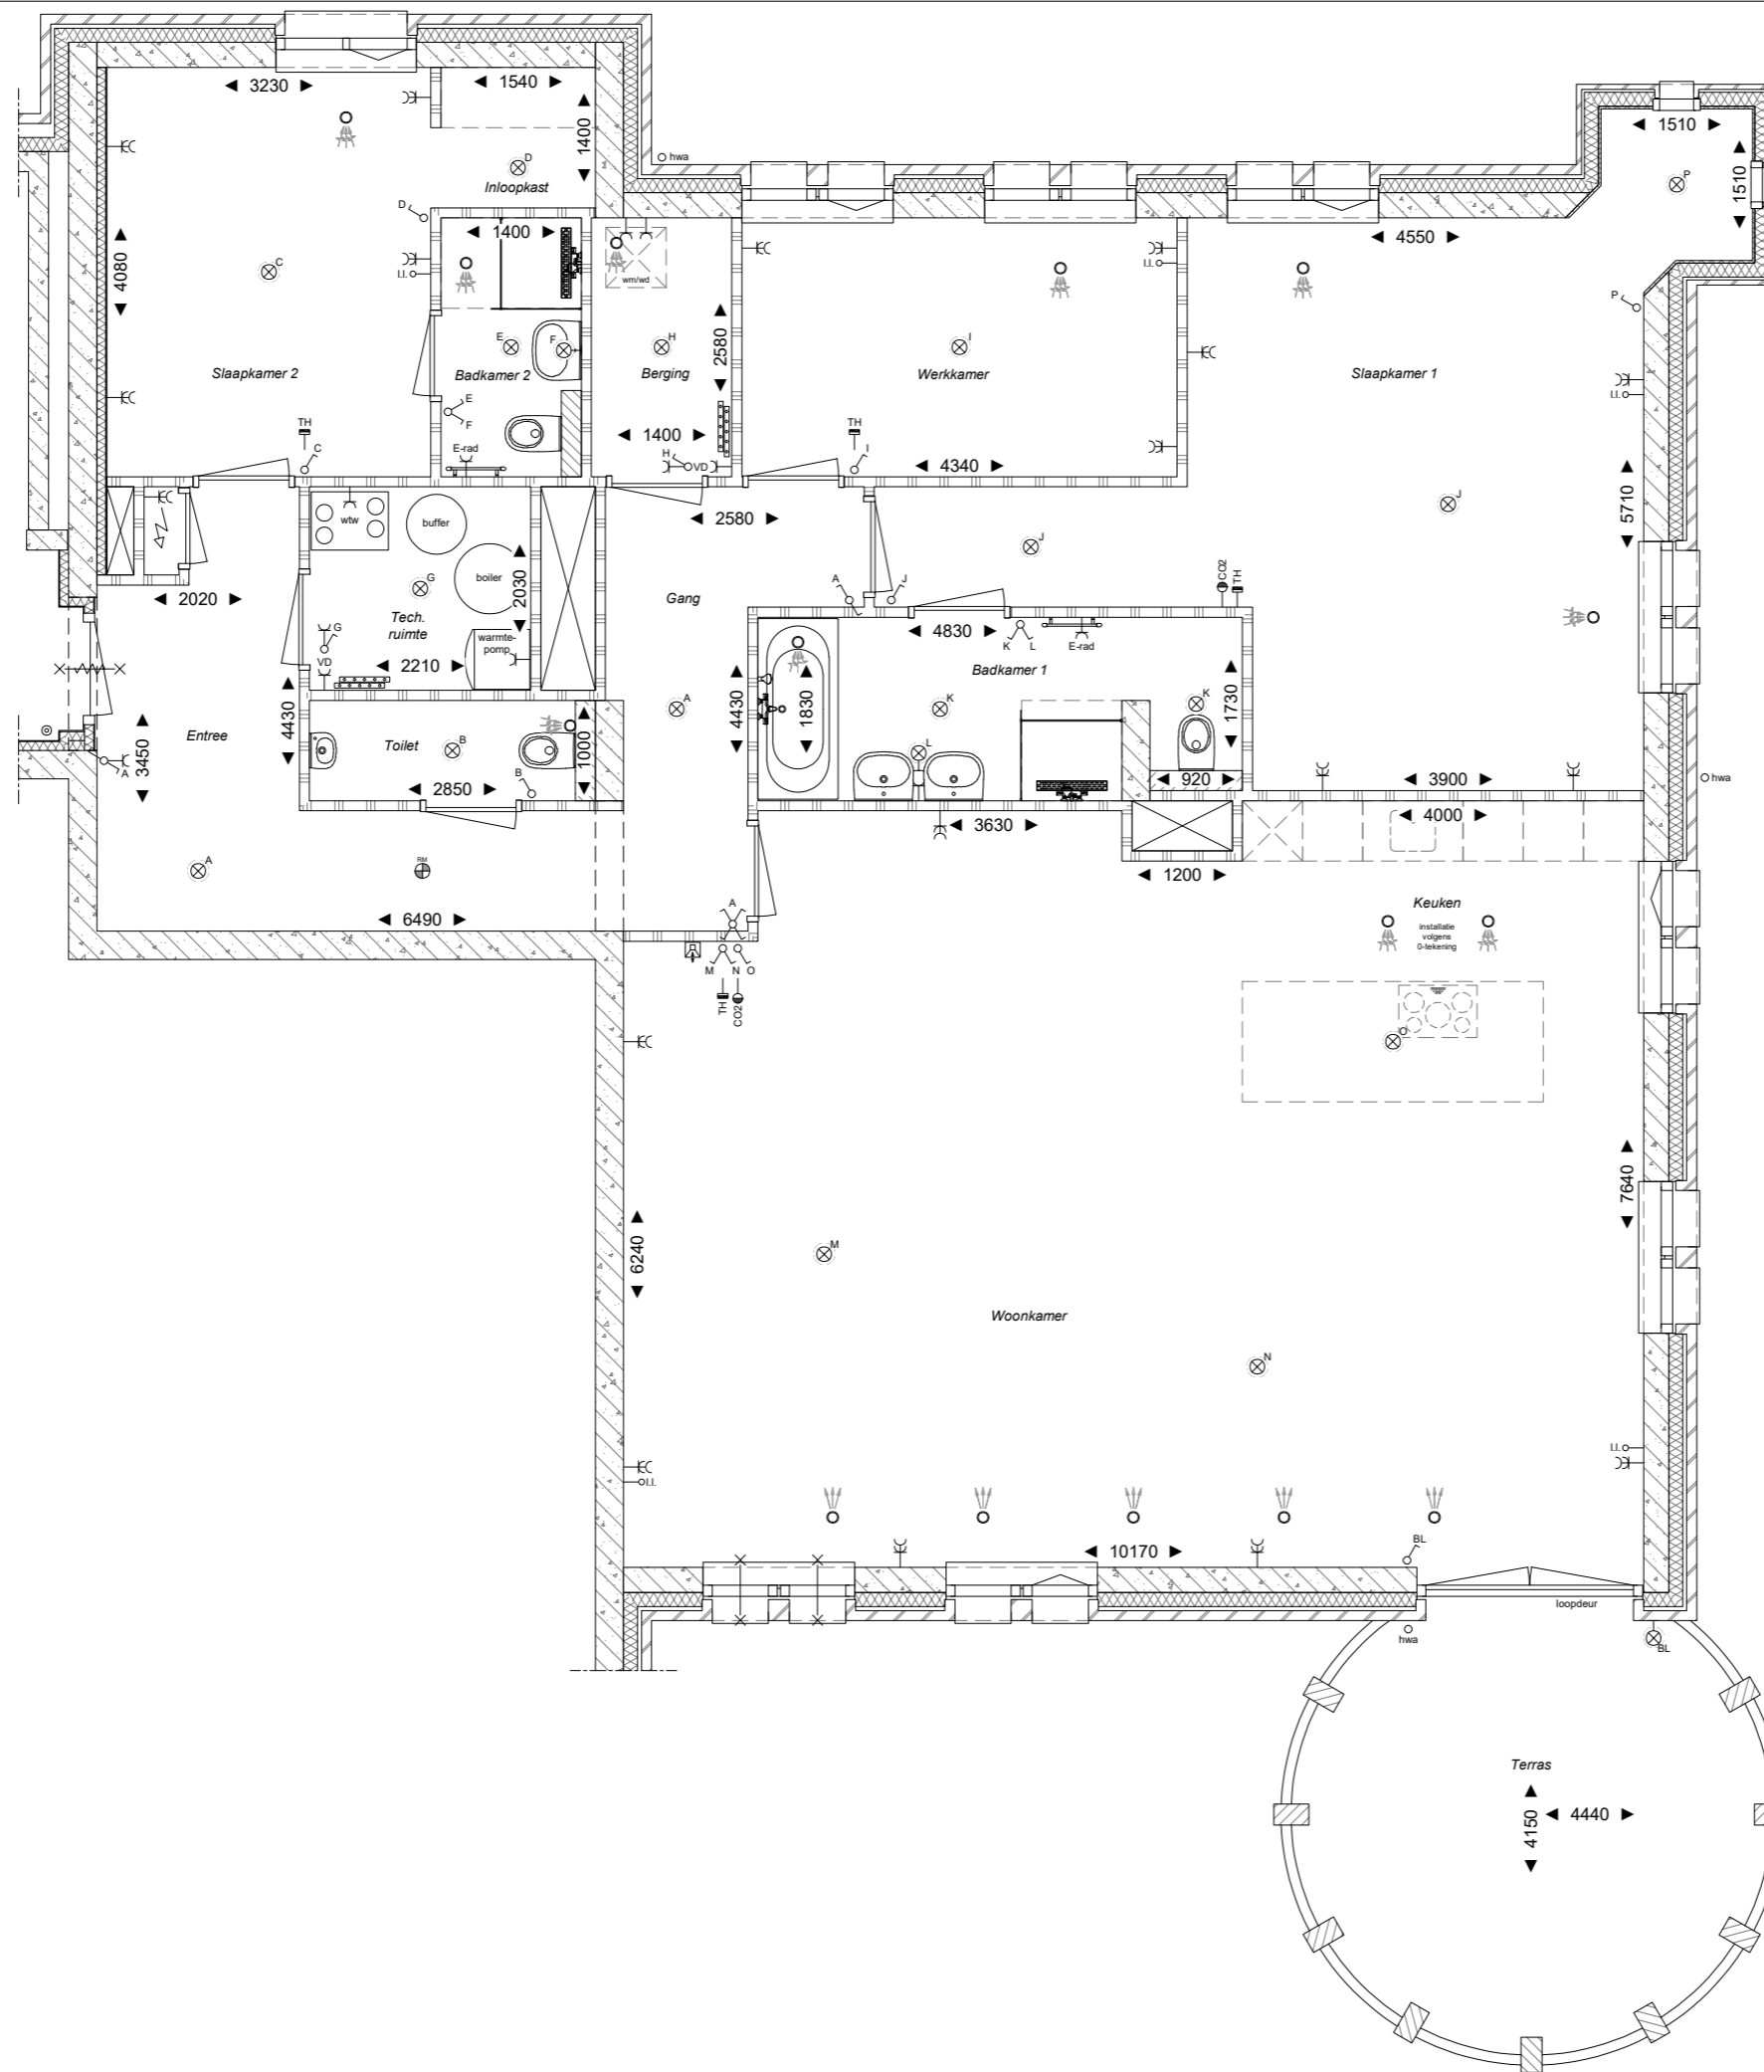 3230
1540
1400
D
Inloopkast
hwa
1510
1510
P
D
1400
4550
4080
C
l.l.
wm/wd
l.l.
P
E
F
H
2580
I
Slaapkamer 2
Badkamer 2
Berging
Werkkamer
Slaapkamer 1
l.l.
E
F
TH
C
E-rad
1400
H
VD
TH
I
4340
5710
wtw
buffer
2580
J
J
boiler
G
2030
2020
Gang
A
J
CO2
TH
Tech.
ruimte
G
VD
warmte-
pomp
2210
4830
K
L
E-rad
Badkamer 1
4430
A
4430
1830
K
K
1730
Entree
3450
A
Toilet
B
1000
L
B
2850
920
3900
hwa
3630
4000
1200
A
RM
Keuken
installatie
volgens
0-tekening
6490
A
M
N
O
TH
CO2
O
7640
6240
M
Woonkamer
N
l.l.
l.l.
10170
BL
loopdeur
hwa
BL
Terras
4150
4440